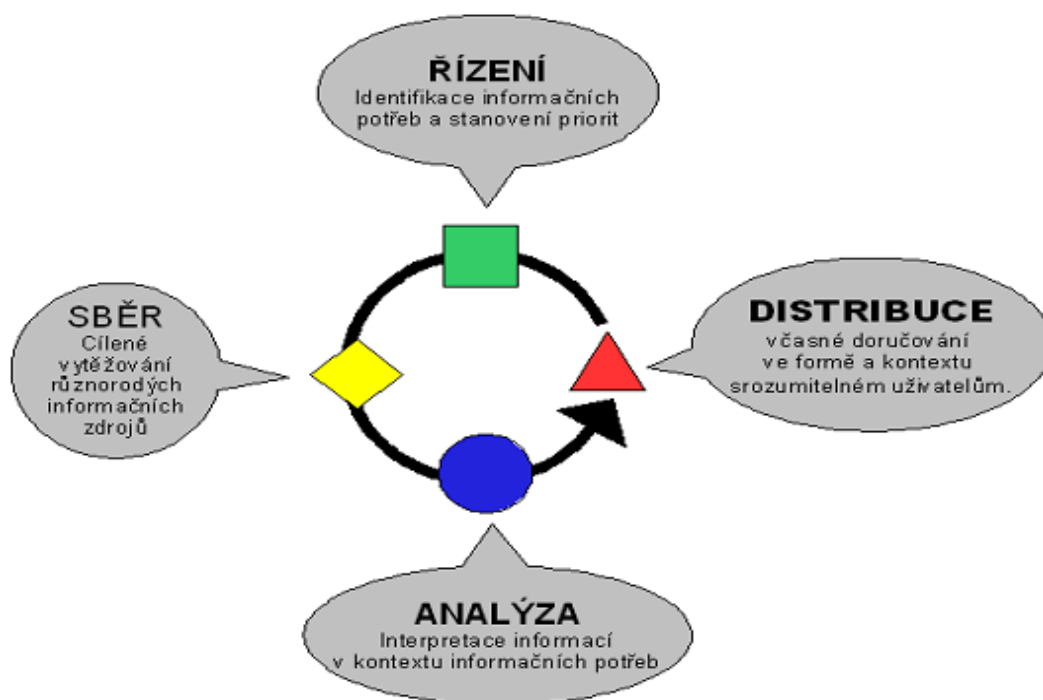 ŘÍZENÍ
Identifikace informačních
potřeb a stanovení priorit
SBĚR
Cílené
vytěžování
různorodých
informačních
zdrojů
DISTRIBUCE
včasné doručování
ve formě a kontextu
srozumitelném uživatelům.
ANALÝZA
Interpretace informací
v kontextu informačních potřeb